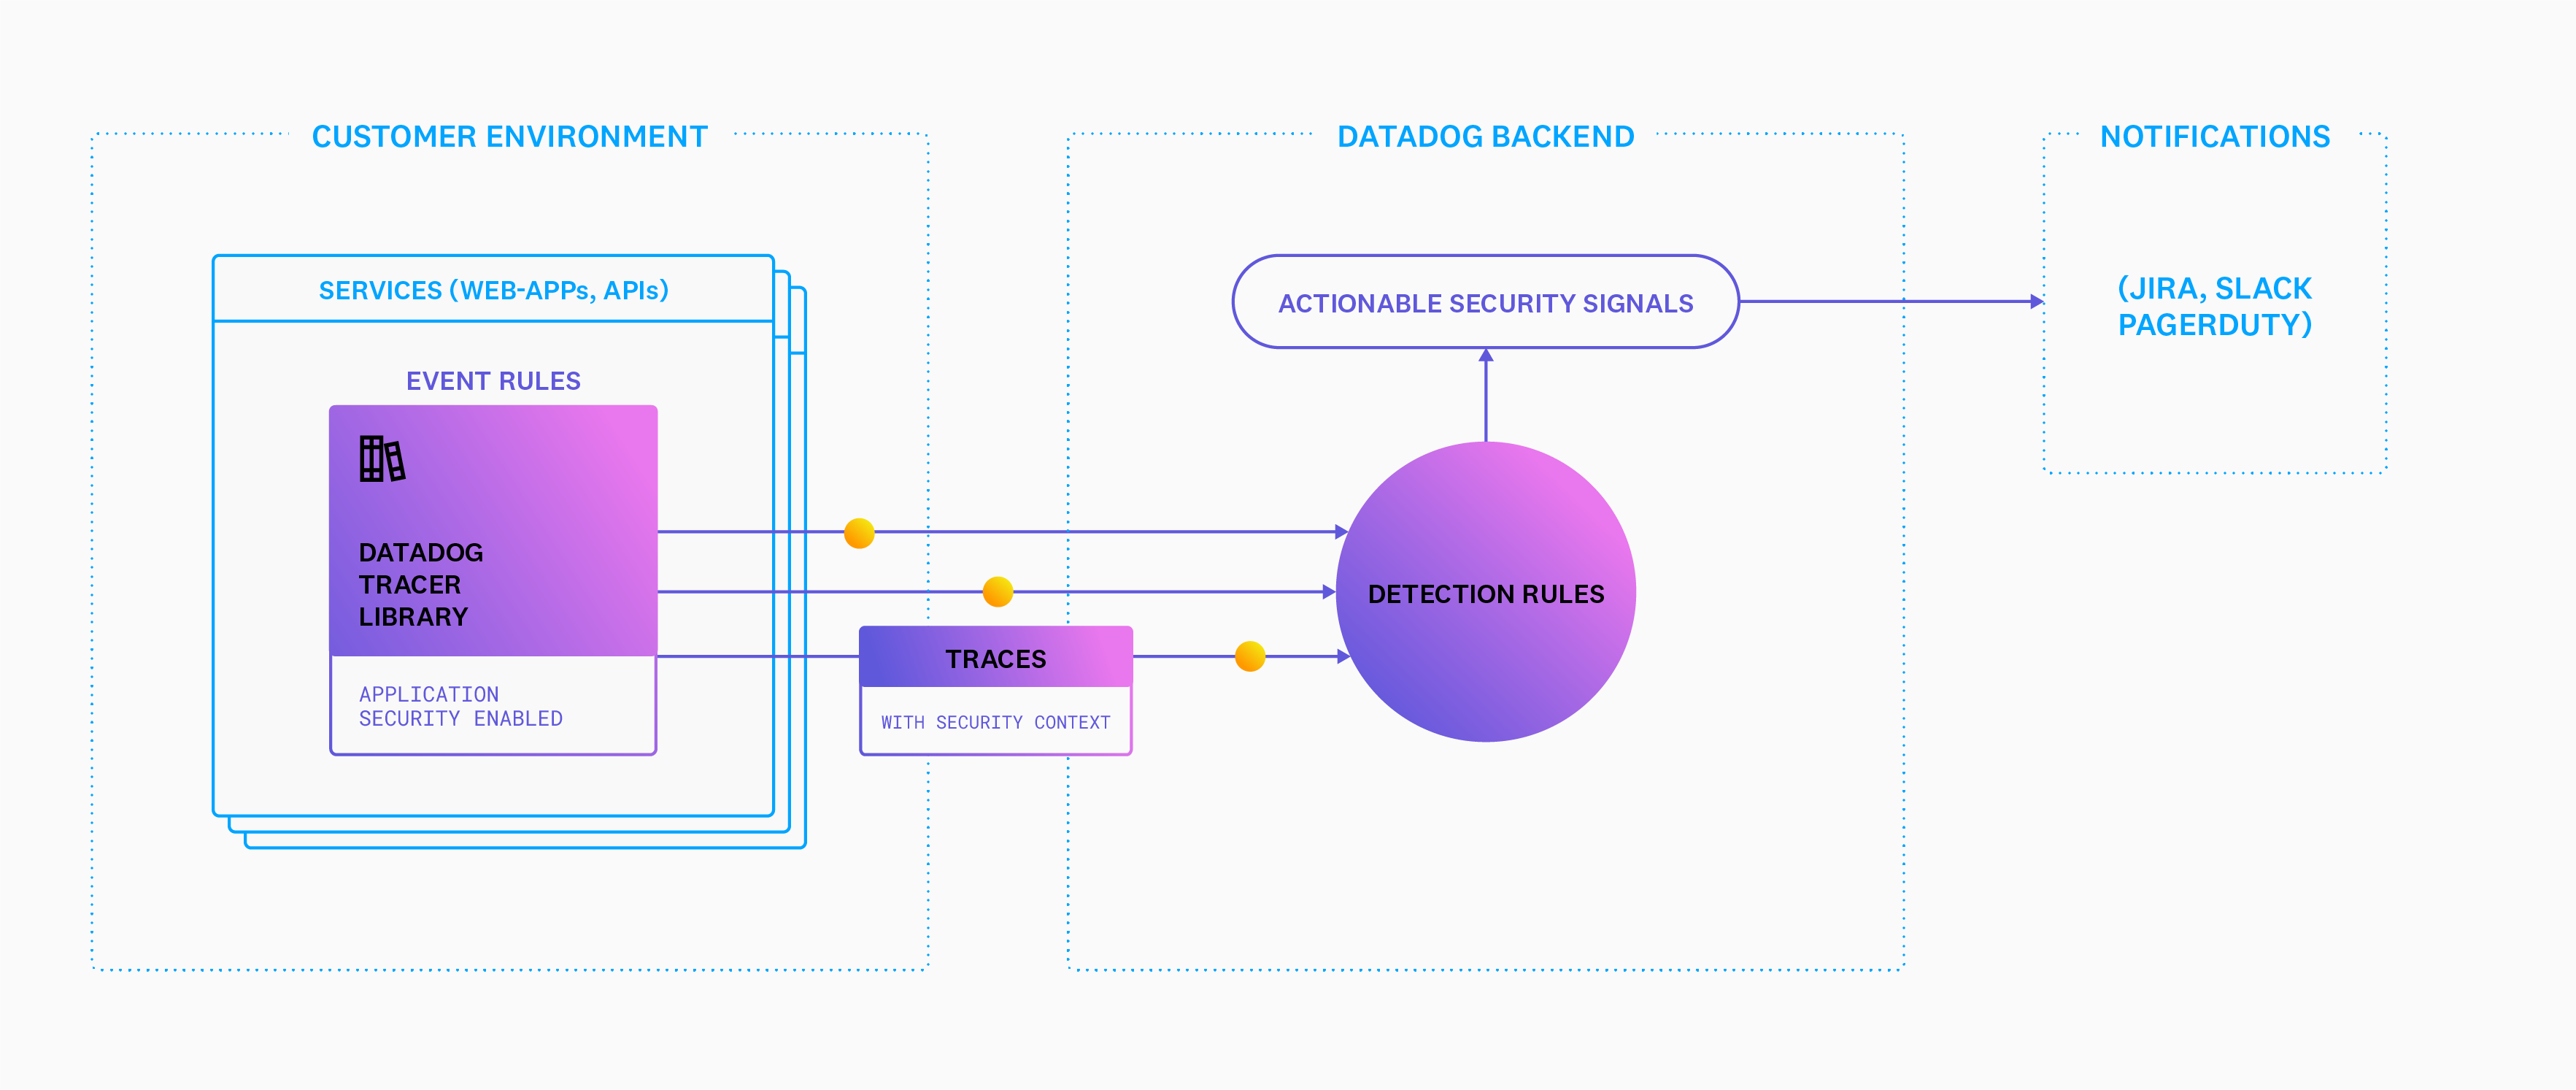 CUSTOMER ENVIRONMENT
SERVICES (WEB-APPs, APIs)
EVENT RULES
DATADOG
TRACER
LIBRARY
APPLICATION
SECURITY ENABLED
TRACES
WITH SECURITY CONTEXT
DATADOG BACKEND
ACTIONABLE SECURITY SIGNALS
DETECTION RULES
NOTIFICATIONS
(JIRA, SLACK
PAGERDUTY)